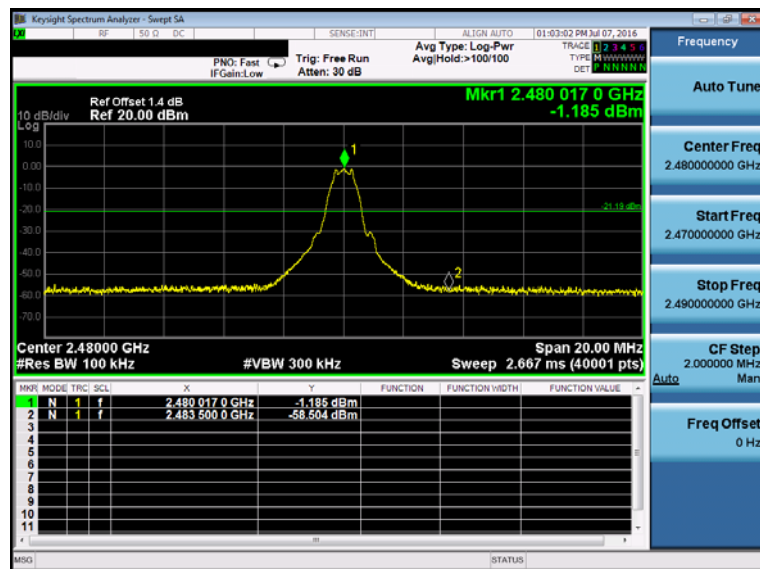 Keysight Spectrum Analyzer - Swept SA
RF 50 Ω DC SENSE:INT ALIGN AUTO 01:03:02 PM Jul 07, 2016
PNO: Fast Trig: Free Run Avg Type: Log-Pwr TRACE 1 2 3 4 5 6
IFGain:Low Atten: 30 dB Avg|Hold:>100/100 TYPE M WWWWW
DET P N N N N N
Ref Offset 1.4 dB Mkr1 2.480 017 0 GHz
10 dB/div Ref 20.00 dBm -1.185 dBm
Log
10.0
0.00
-10.0
-20.0
-30.0
-40.0
-50.0
-60.0
-70.0
1
-21.19 dBm
2
Center 2.48000 GHz Span 20.00 MHz
#Res BW 100 kHz #VBW 300 kHz Sweep 2.667 ms (40001 pts)
MKR MODE TRC SCL X Y FUNCTION FUNCTION WIDTH FUNCTION VALUE
1 N 1 f 2.480 017 0 GHz -1.185 dBm
2 N 1 f 2.483 500 0 GHz -58.504 dBm
3
4
5
6
7
8
9
10
11
MSG STATUS
Frequency
Auto Tune
Center Freq
2.480000000 GHz
Start Freq
2.470000000 GHz
Stop Freq
2.490000000 GHz
CF Step
2.000000 MHz
Auto Man
Freq Offset
0 Hz